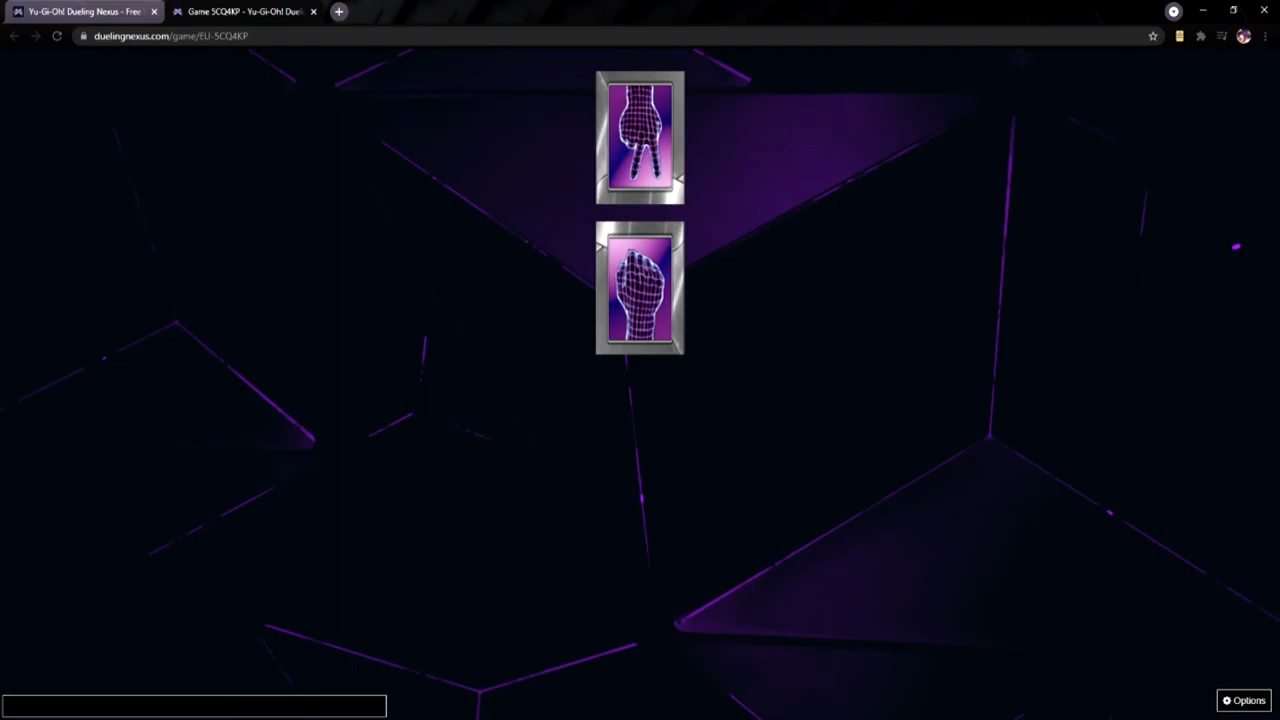 Yu-Gi-Oh! Dueling Nexus - Free
Game 5CQ4KP - Yu-Gi-Oh! Duel
duelingnexus.com/game/EU-5CQ4KP
Options